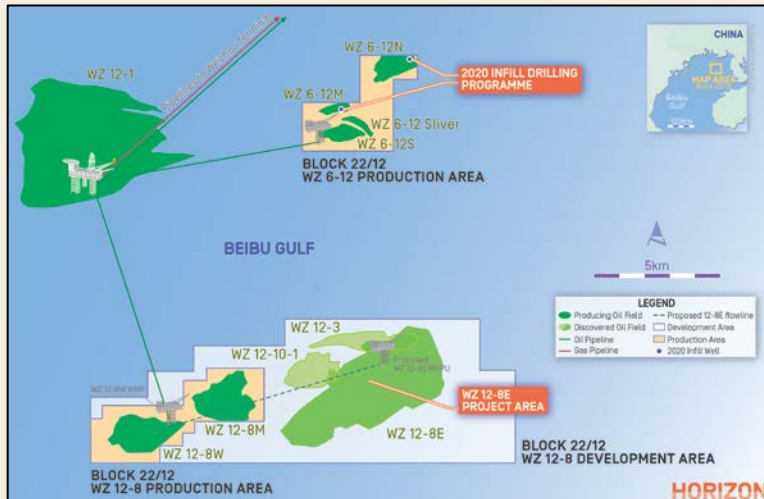 WZ 12-1
WZ 6-12N
2020 INFILL DRILLING
PROGRAMME
WZ 6-12M
WZ 6-12 Sliver
WZ 6-12S
BLOCK 22/12
WZ 6-12 PRODUCTION AREA
CHINA
MAP AREA
Beibu
Gulf
100km
BEIBU GULF
5km
LEGEND
Producing Oil Field
Discovered Oil Field
Oil Pipeline
Gas Pipeline
Proposed 12-8E flowline
Development Area
Production Area
2020 Infill Well
WZ 12-3
WZ 12-10-1
Proposed
WZ 12-8E MOPU
WZ 12-8W WHP
WZ 12-8M
WZ 12-8W
WZ 12-8E
PROJECT AREA
WZ 12-8E
BLOCK 22/12
WZ 12-8 PRODUCTION AREA
BLOCK 22/12
WZ 12-8 DEVELOPMENT AREA
HORIZON